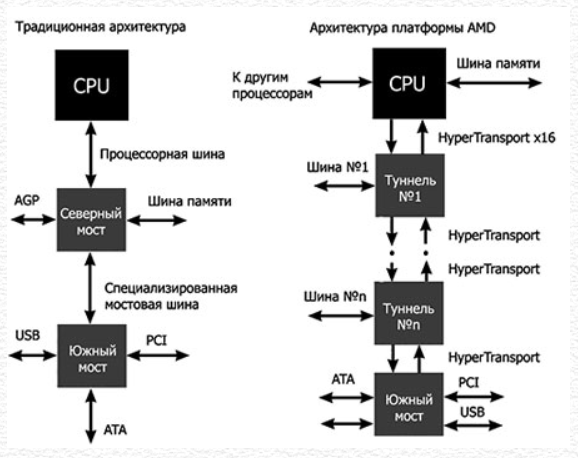 Традиционная архитектура
CPU
Процессорная шина
AGP
Шина памяти
Северный
мост
Специализированная
мостовая шина
USB
PCI
Южный
мост
ATA
Архитектура платформы AMD
К другим
процессорам
CPU
Шина памяти
HyperTransport x16
Шина №1
Туннель
№1
HyperTransport
HyperTransport
Шина №n
Туннель
№n
HyperTransport
ATA
PCI
Южный
мост
USB